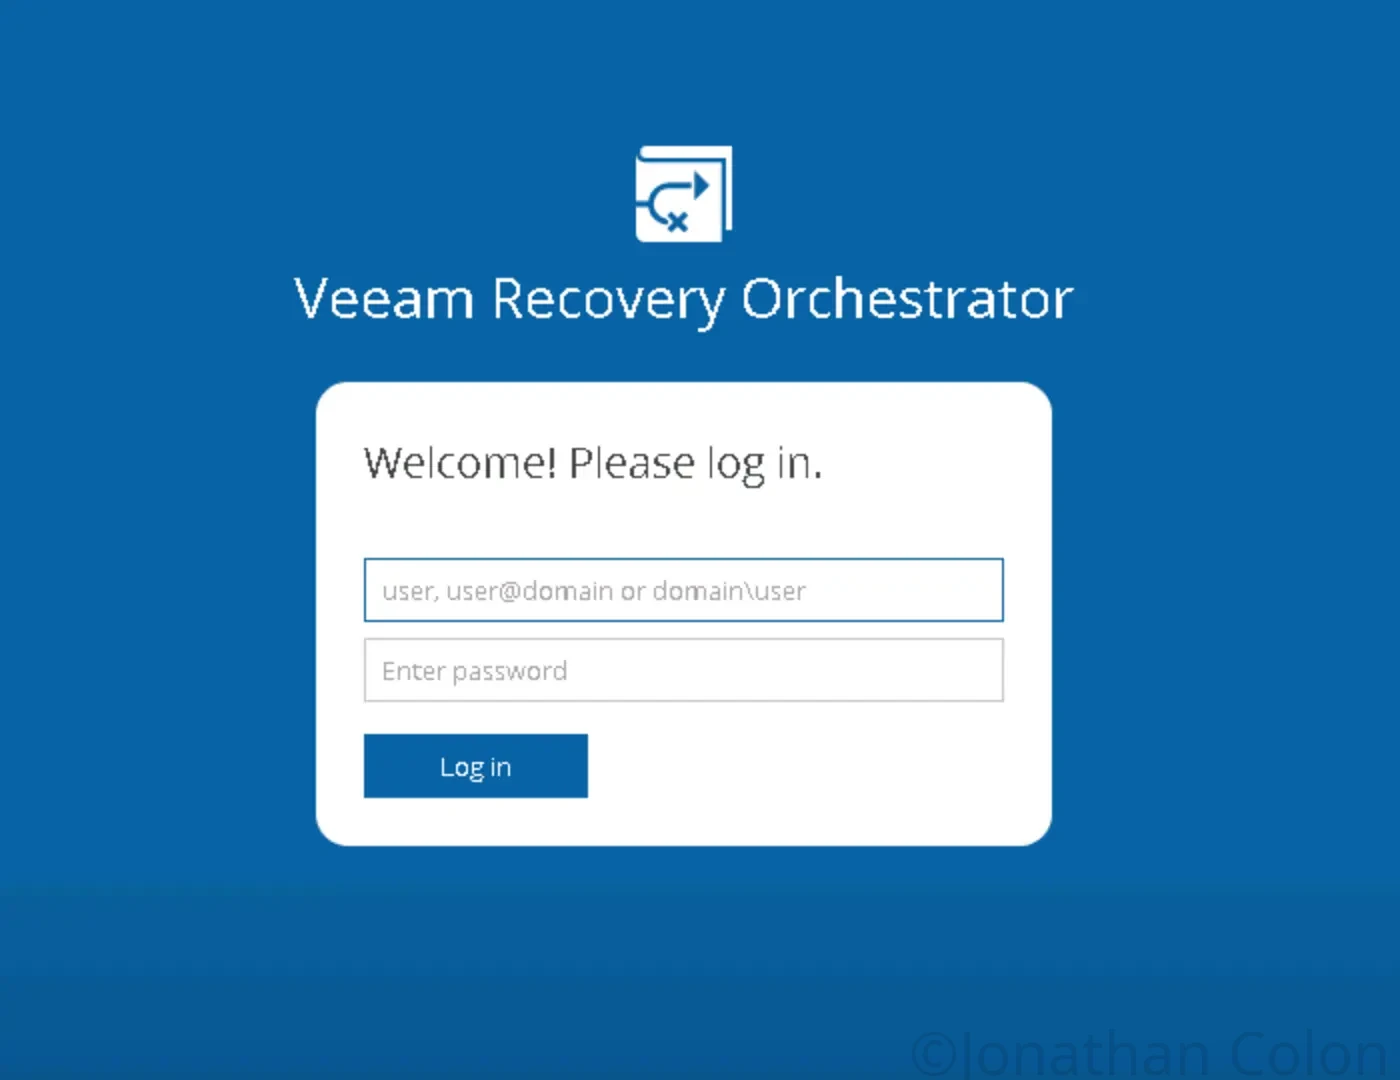 Veeam Recovery Orchestrator
Welcome! Please log in.
user, user@domain or domain\user
Enter password
Log in
©Jonathan Colon